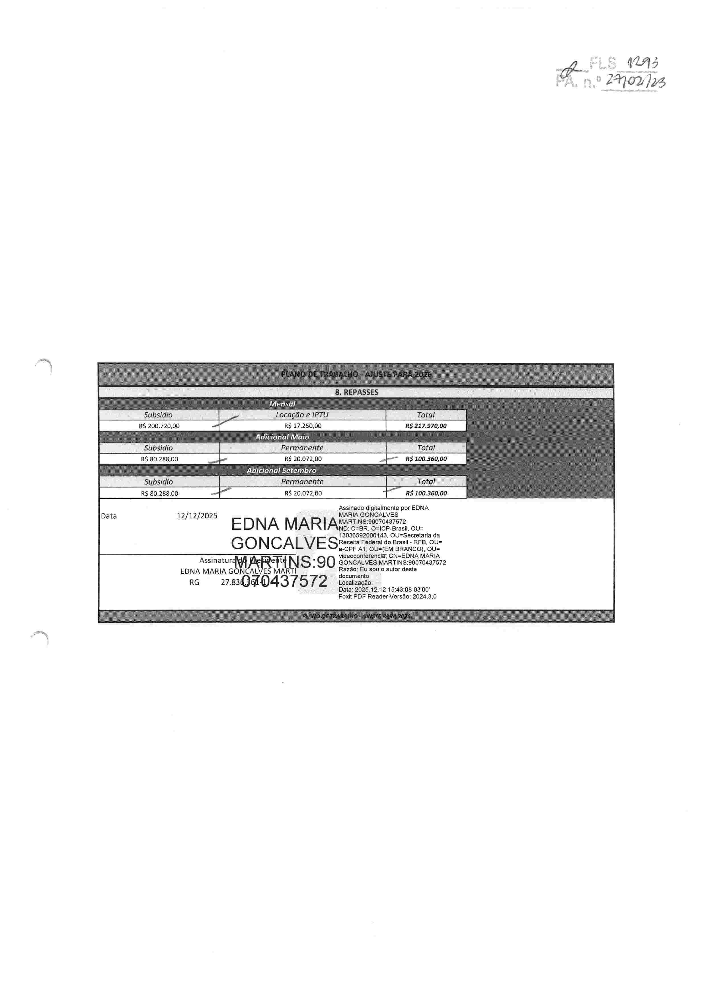 FLS 1293
PA. n.º 27/02/23
PLANO DE TRABALHO - AJUSTE PARA 2026
8. REPASSES
Mensal
Subsidio Locação e IPTU Total
R$ 200.720,00 R$ 17.250,00 R$ 217.970,00
Adicional Maio
Subsidio Permanente Total
R$ 80.288,00 R$ 20.072,00 R$ 100.360,00
Adicional Setembro
Subsidio Permanente Total
R$ 80.288,00 R$ 20.072,00 R$ 100.360,00
Data 12/12/2025
EDNA MARIA
GONCALVES
MARTINS:90
070437572
Assinado digitalmente por EDNA
MARIA GONCALVES
MARTINS:90070437572
ND: C=BR, O=ICP-Brasil, OU=
13036592000143, OU=Secretaria da
Receita Federal do Brasil - RFB, OU=
e-CPF A1, OU=(EM BRANCO), OU=
videoconferencia, CN=EDNA MARIA
GONCALVES MARTINS:90070437572
Razão: Eu sou o autor deste
documento
Localização:
Data: 2025.12.12 15:43:08-03'00'
Foxit PDF Reader Versão: 2024.3.0
Assinatura do Presidente
EDNA MARIA GONCALVES MARTI
RG 27.836.361-1
PLANO DE TRABALHO - AJUSTE PARA 2026